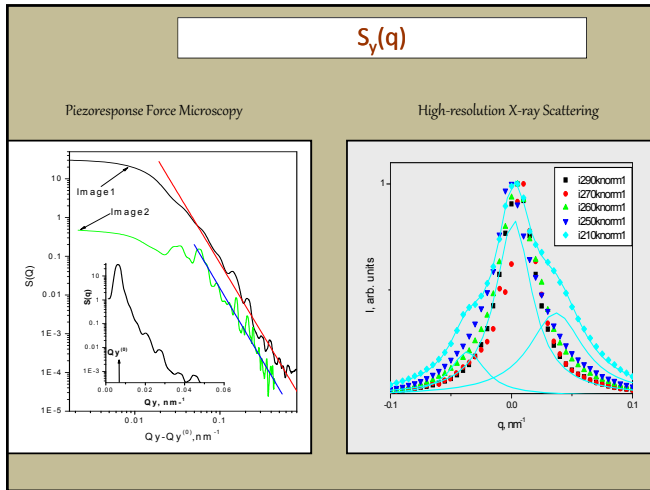 Sy(q)
Piezoresponse Force Microscopy
High-resolution X-ray Scattering
10
1
0.1
0.01
1E-3
1E-4
1E-5
S(Q)
Image1
Image2
10
1
0.1
0.01
1E-3
S(q)
Qy(0)
0.00 0.02 0.04 0.06
Qy, nm-1
0.01 0.1
Qy-Qy(0),nm-1
1
I, arb. units
i290knorm1
i270knorm1
i260knorm1
i250knorm1
i210knorm1
-0.1 0.0 0.1
q, nm-1